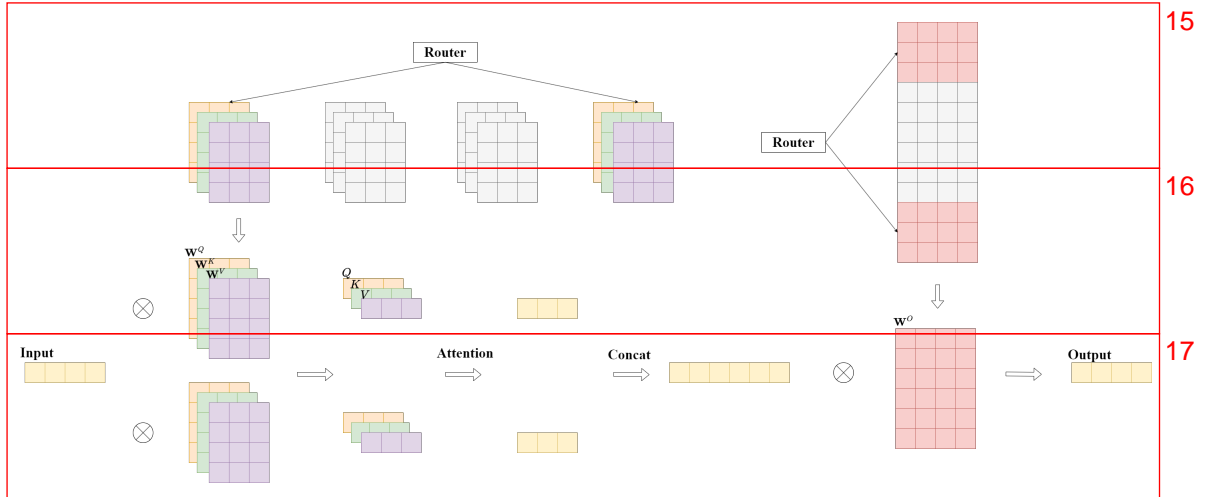 15
Router
Router
16
W^Q
W^K
W^V
Q
K
V
W^O
17
Input
Attention
Concat
Output